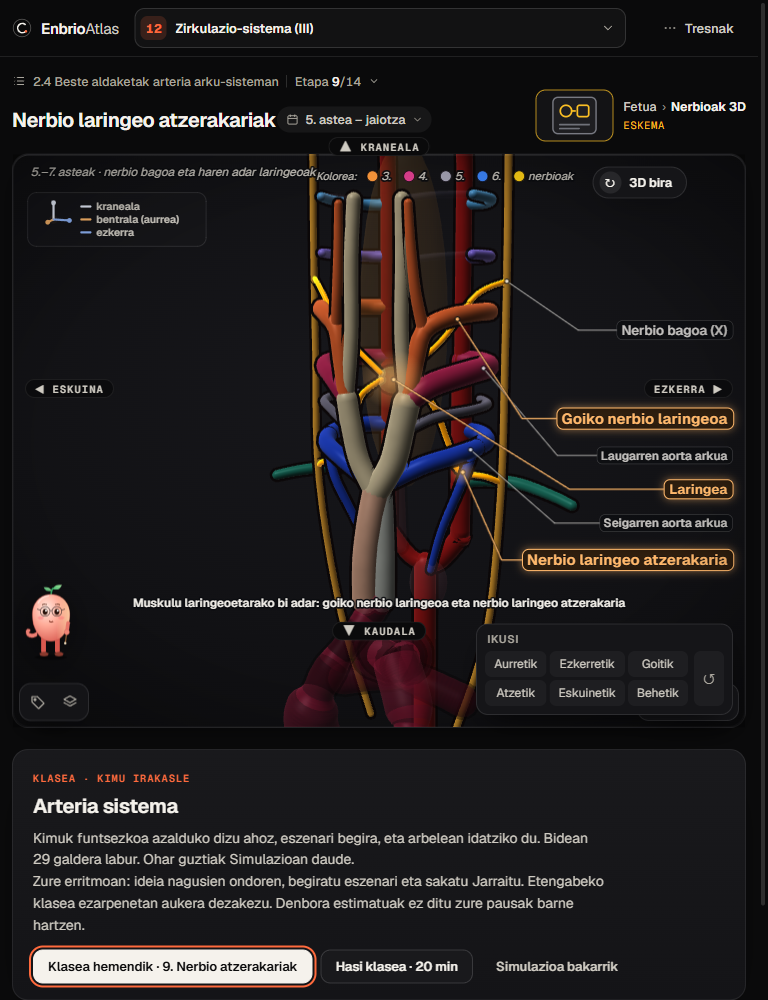 EnbrioAtlas
12 Zirkulazio-sistema (III)
··· Tresnak
2.4 Beste aldaketak arteria arku-sisteman
Etapa 9/14
Nerbio laringeo atzerakariak
5. astea – jaiotza
Fetua › Nerbioak 3D
ESKEMA
▲ KRANEALA
5.–7. asteak · nerbio bagoa eta haren adar laringeoak
Kolorea: 3. 4. 5. 6. nerbioak
↻ 3D bira
kraneala
bentrala (aurrea)
ezkerra
Nerbio bagoa (X)
◀ ESKUINA
EZKERRA ▶
Goiko nerbio laringeoa
Laugarren aorta arkua
Laringea
Seigarren aorta arkua
Nerbio laringeo atzerakaria
Muskulu laringeoetarako bi adar: goiko nerbio laringeoa eta nerbio laringeo atzerakaria
▼ KAUDALA
IKUSI
Aurretik Ezkerretik Goitik
Atzetik Eskuinetik Behetik
↺
KLASEA · KIMU IRAKASLE
Arteria sistema
Kimuk funtsezkoa azalduko dizu ahoz, eszenari begira, eta arbelean idatziko du. Bidean
29 galdera labur. Ohar guztiak Simulazioan daude.
Zure erritmoan: ideia nagusien ondoren, begiratu eszenari eta sakatu Jarraitu. Etengabeko
klasea ezarpenetan aukera dezakezu. Denbora estimatuak ez ditu zure pausak barne
hartzen.
Klasea hemendik · 9. Nerbio atzerakariak
Hasi klasea · 20 min
Simulazioa bakarrik